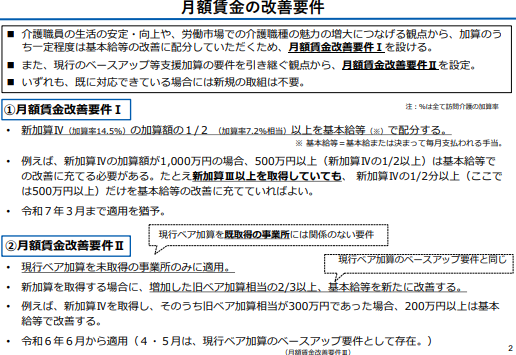 月額賃金の改善要件
■ 介護職員の生活の安定・向上や、労働市場での介護職種の魅力の増大につなげる観点から、加算のうち
一定程度は基本給等の改善に配分していただくため、月額賃金改善要件Ⅰを設ける。
■ また、現行のベースアップ等支援加算の要件を引き継ぐ観点から、月額賃金改善要件Ⅱを設定。
■ いずれも、既に対応できている場合には新規の取組は不要。
①月額賃金改善要件Ⅰ
注：％は全て訪問介護の加算率
• 新加算Ⅳ（加算率14.5％）の加算額の１/２（加算率7.2％相当）以上を基本給等（※）で配分する。
※ 基本給等＝基本給または決まって毎月支払われる手当。
• 例えば、新加算Ⅳの加算額が1,000万円の場合、500万円以上（新加算Ⅳの1/2以上）は基本給等で
の改善に充てる必要がある。たとえ新加算Ⅲ以上を取得していても、 新加算Ⅳの1/2分以上（ここで
は500万円以上）だけを基本給等の改善に充てていればよい。
• 令和７年３月まで適用を猶予。
現行ベア加算を既取得の事業所には関係のない要件
②月額賃金改善要件Ⅱ
現行ベア加算のベースアップ要件と同じ
• 現行ベア加算を未取得の事業所のみに適用。
• 新加算を取得する場合に、増加した旧ベア加算相当の2/3以上、基本給等を新たに改善する。
• 例えば、新加算Ⅳを取得し、そのうち旧ベア加算相当が300万円であった場合、200万円以上は基本
給等で改善する。
• 令和６年６月から適用（４・５月は、現行ベア加算のベースアップ要件として存在。）
（月額賃金改善要件Ⅲ）
2